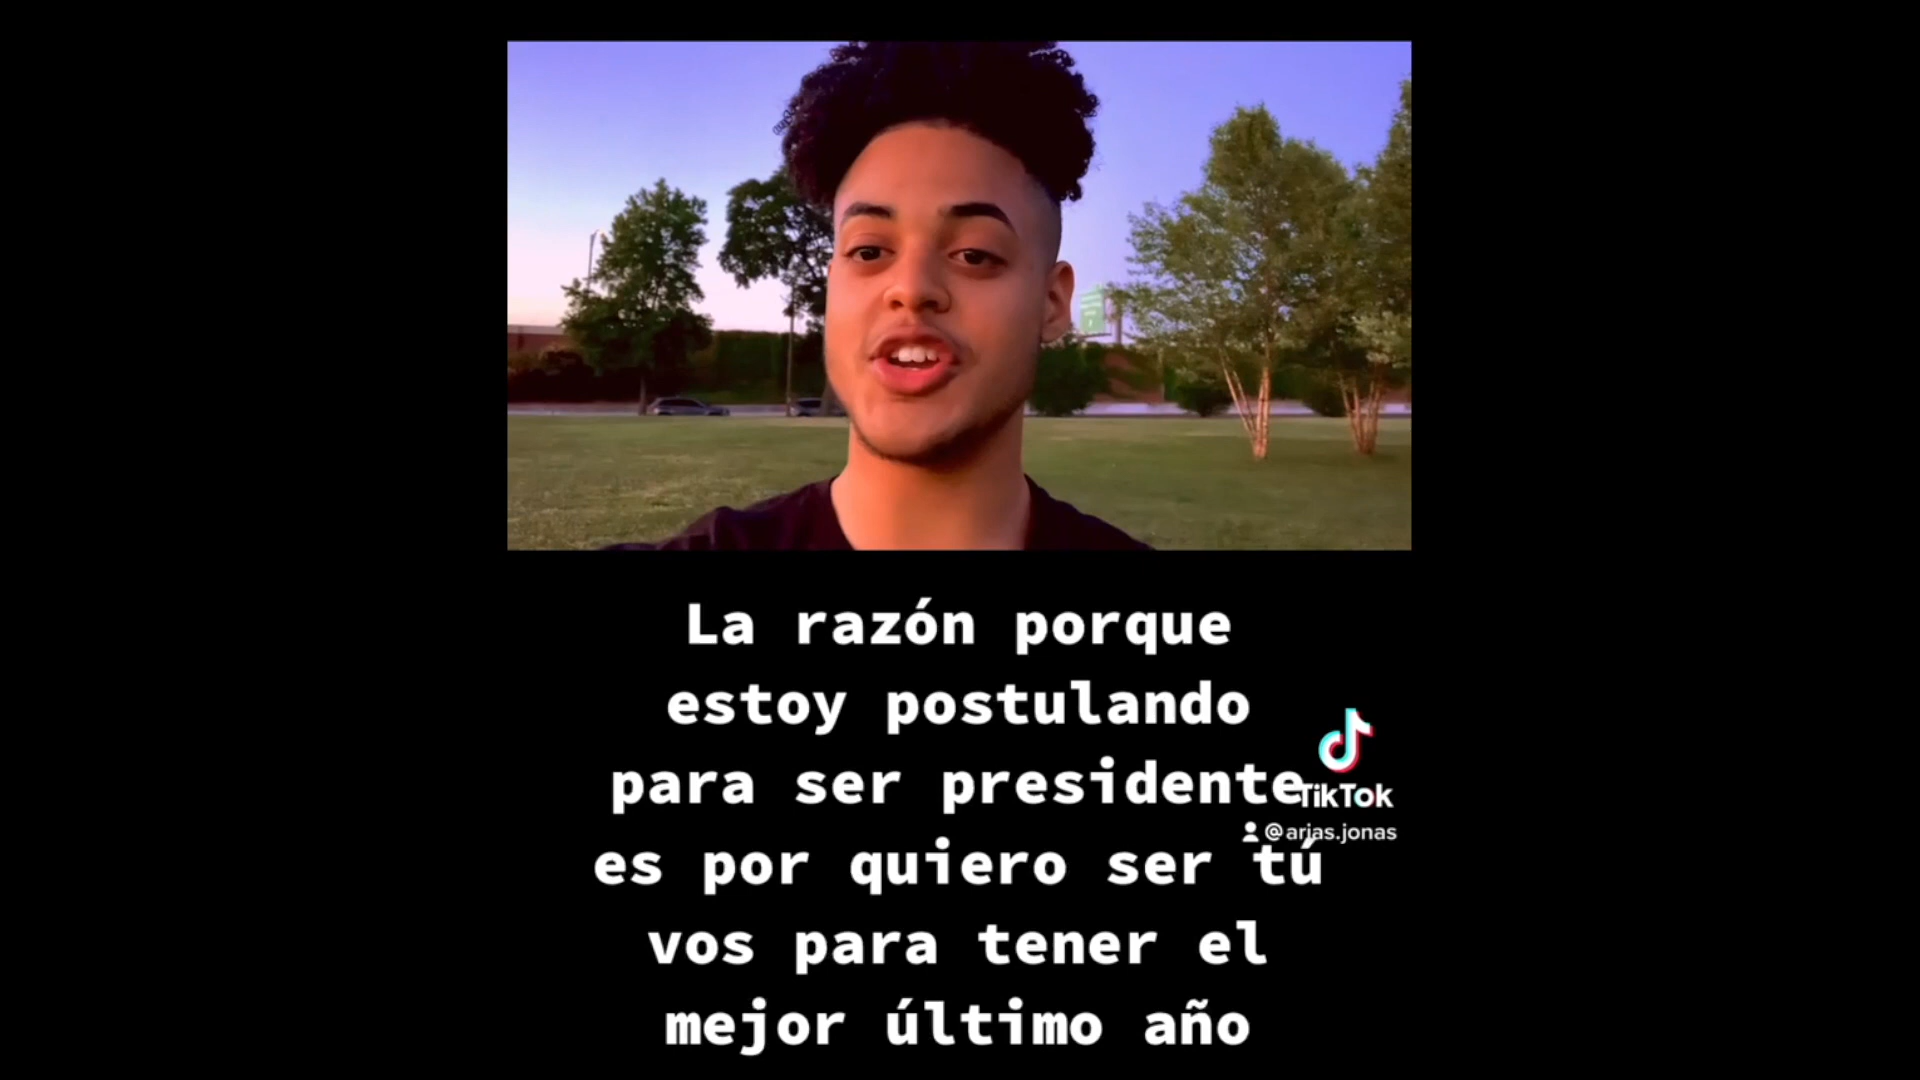 La razón porque
estoy postulando
para ser presidente
es por quiero ser tú
vos para tener el
mejor último año
TikTok
@arias.jonas